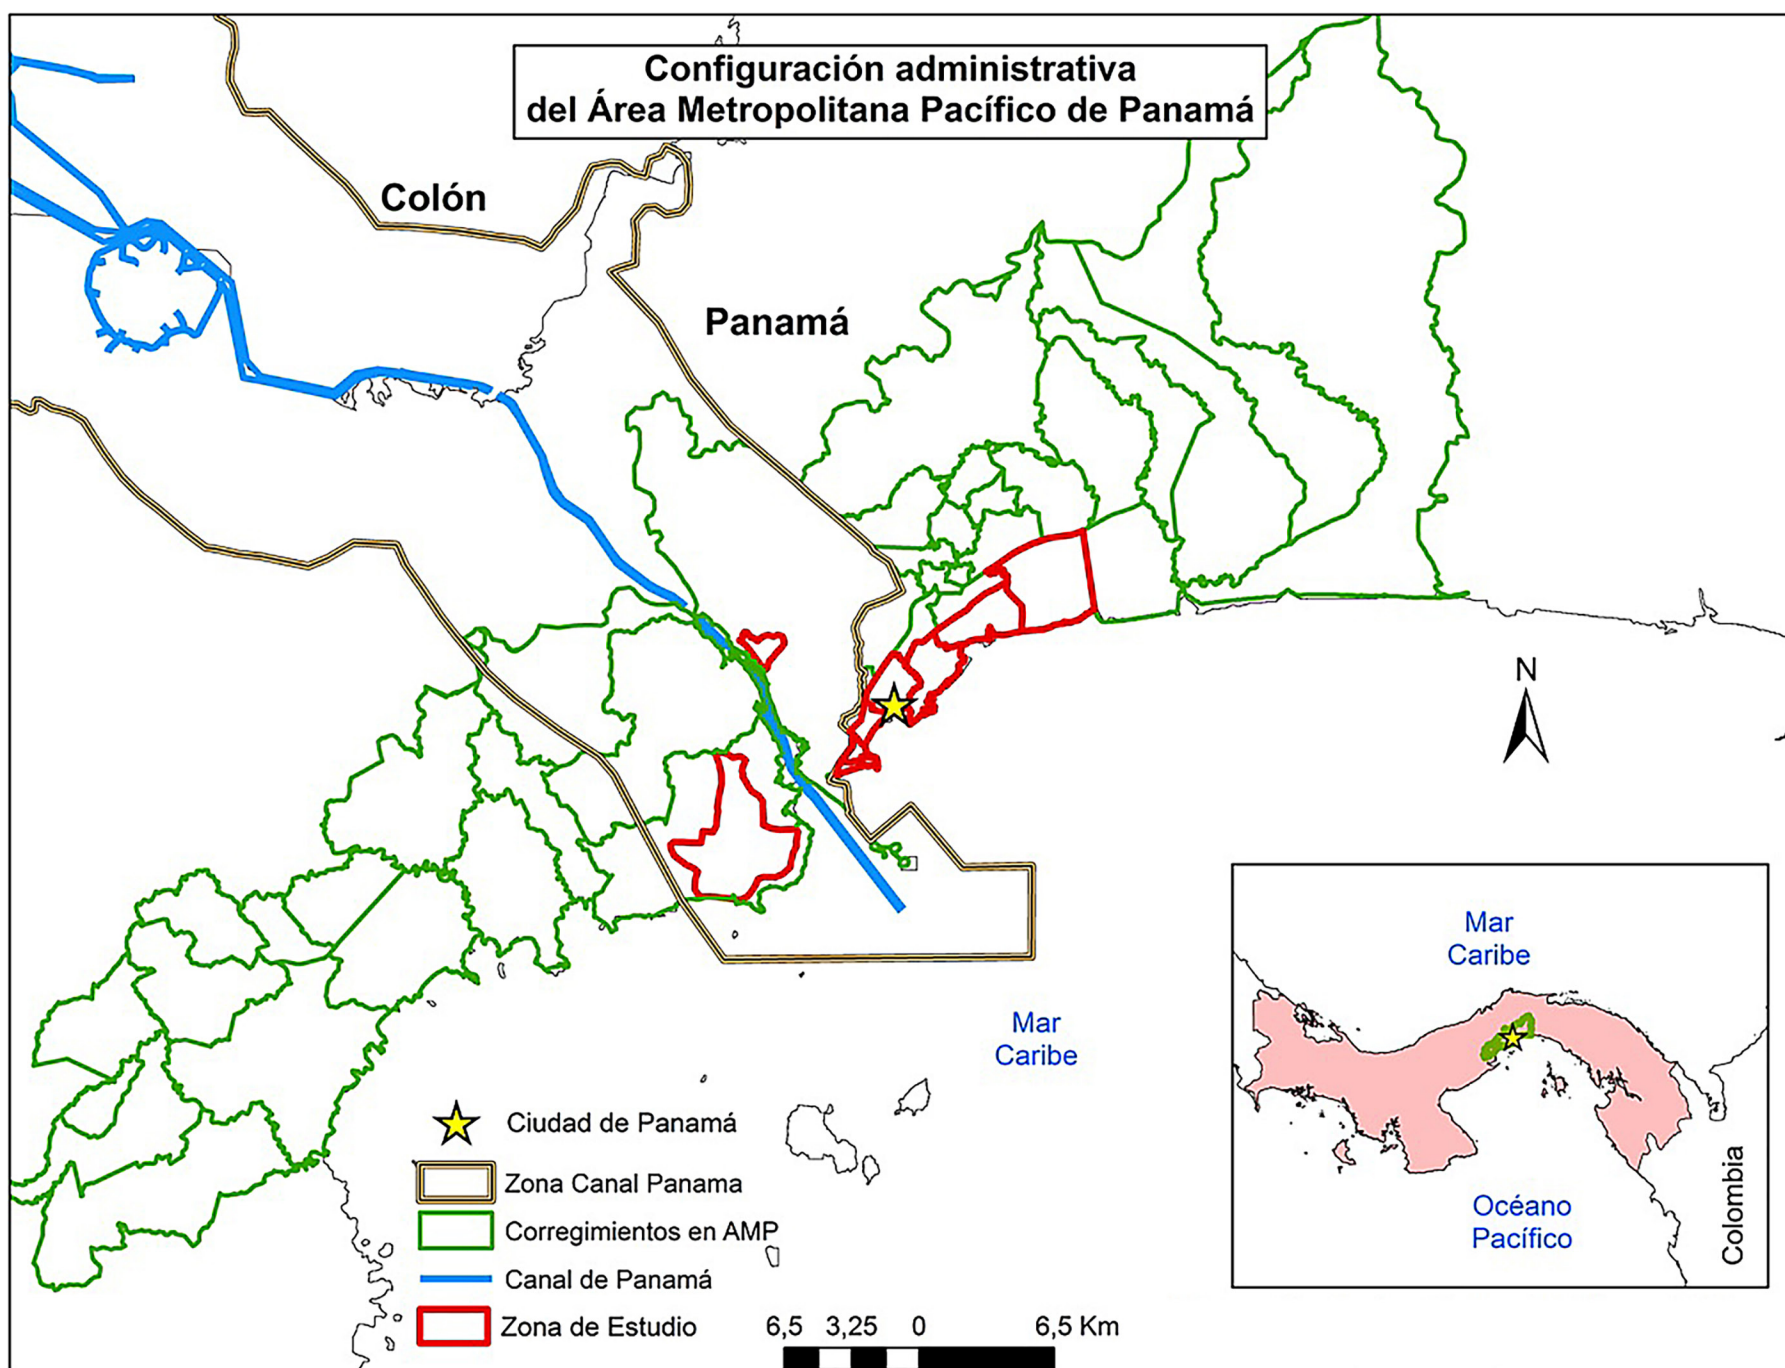 Configuración administrativa
del Área Metropolitana Pacífico de Panamá
Colón
Panamá
N
Mar
Caribe
Mar
Caribe
Océano
Pacífico
Colombia
Ciudad de Panamá
Zona Canal Panama
Corregimientos en AMP
Canal de Panamá
Zona de Estudio
6,5 3,25 0 6,5 Km